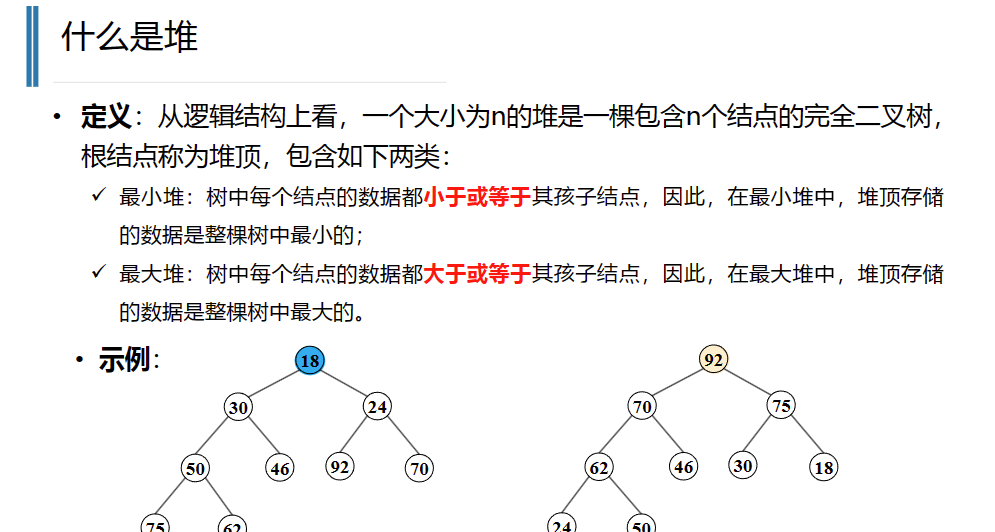 什么是堆
• 定义：从逻辑结构上看，一个大小为n的堆是一棵包含n个结点的完全二叉树，
根结点称为堆顶，包含如下两类：
✓ 最小堆：树中每个结点的数据都小于或等于其孩子结点，因此，在最小堆中，堆顶存储
的数据是整棵树中最小的；
✓ 最大堆：树中每个结点的数据都大于或等于其孩子结点，因此，在最大堆中，堆顶存储
的数据是整棵树中最大的。
• 示例：
18
30 24
50 46 92 70
75 62
92
70 75
62 46 30 18
24 50